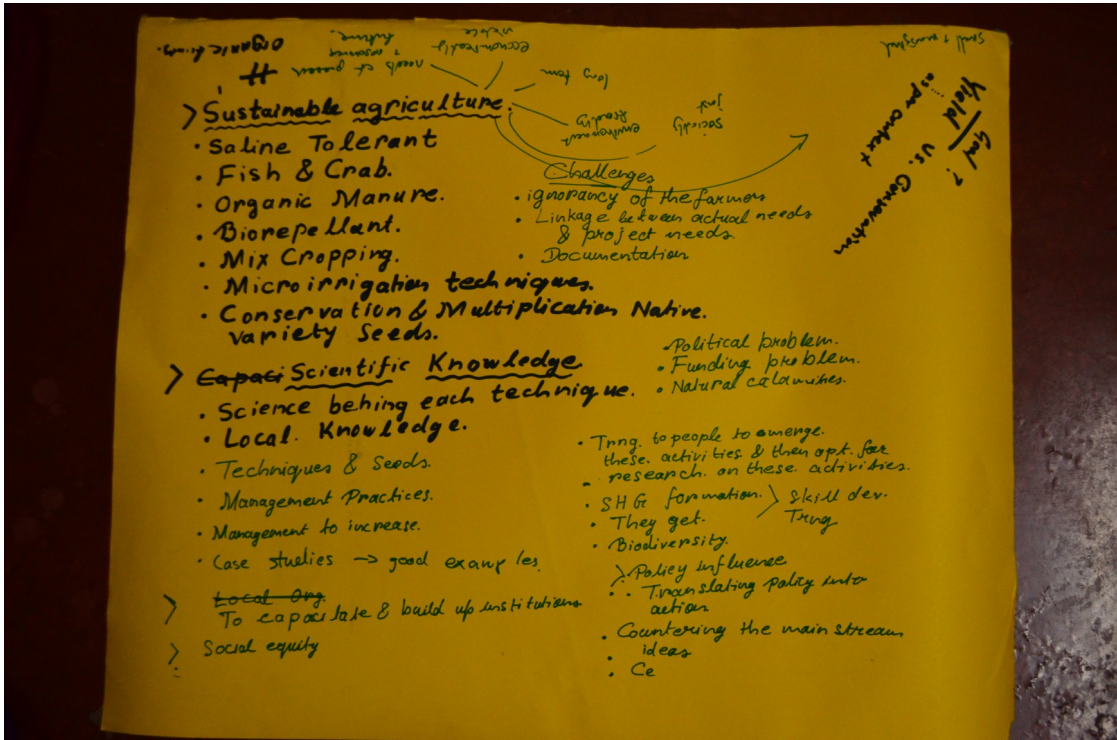 Organic
#
needs of present
& resource
future.
economically
viable
long term
environment
friendly
socially
just
small & marginal
Goal ?
Yield vs. Conservation
as per context
> Sustainable agriculture.
• Saline Tolerant
• Fish & Crab.
• Organic Manure.
• Biorepellant.
• Mix Cropping.
• Microirrigation techniques.
• Conservation & Multiplication Native.
variety Seeds.
Challenges
• ignorancy of the farmers
• Linkage between actual needs
& project needs.
• Documentation
• Political problem.
• Funding problem.
• Natural calamities.
> Capaci Scientific Knowledge
• Science behing each technique.
• Local Knowledge.
• Techniques & Seeds.
• Management Practices.
• Management to increase.
• Case studies → good examples.
> Local Org.
To capacitate & build up institutions
> Social equity
>
• Trng. to people to emerge.
these activities & then opt. for
research. on these activities.
• SHG formation. > Skill dev.
• They get. Trng
• Biodiversity.
> Policy influence
• Translating policy into
action
• Countering the main stream
ideas
• Ce